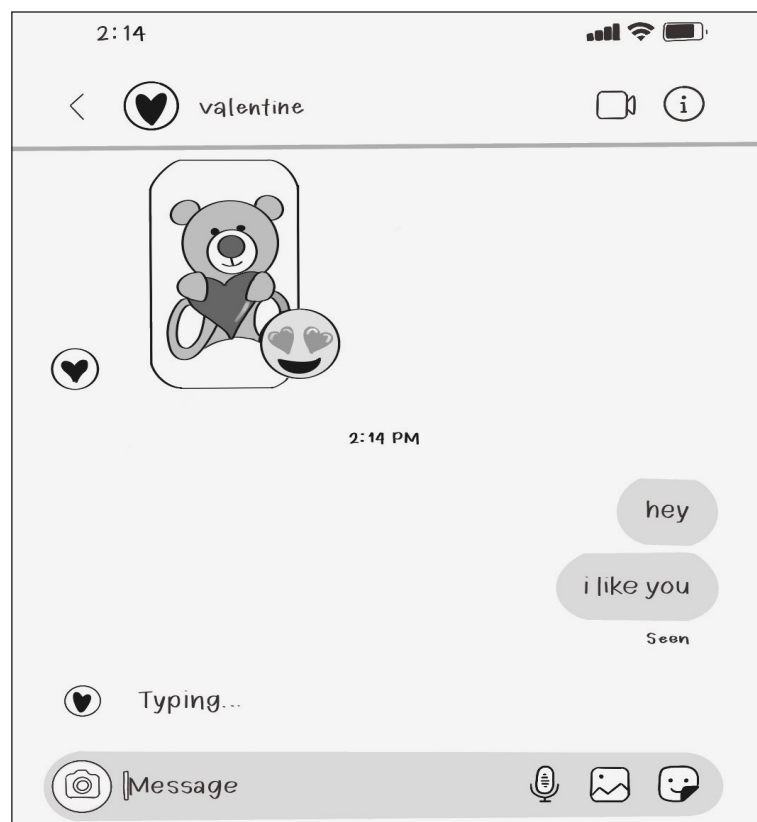 2:14
valentine
2:14 PM
hey
i like you
Seen
Typing...
Message